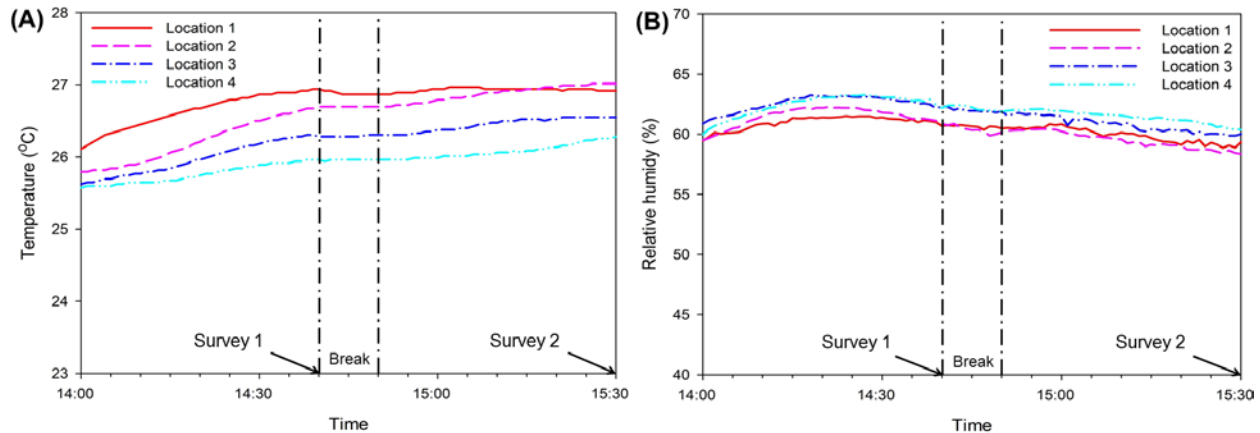 (A)
28
27
26
25
24
23
Temperature (°C)
Location 1
Location 2
Location 3
Location 4
Survey 1
Break
Survey 2
14:00
14:30
15:00
15:30
Time
(B)
70
65
60
55
50
45
40
Relative humidy (%)
Location 1
Location 2
Location 3
Location 4
Survey 1
Break
Survey 2
14:00
14:30
15:00
15:30
Time